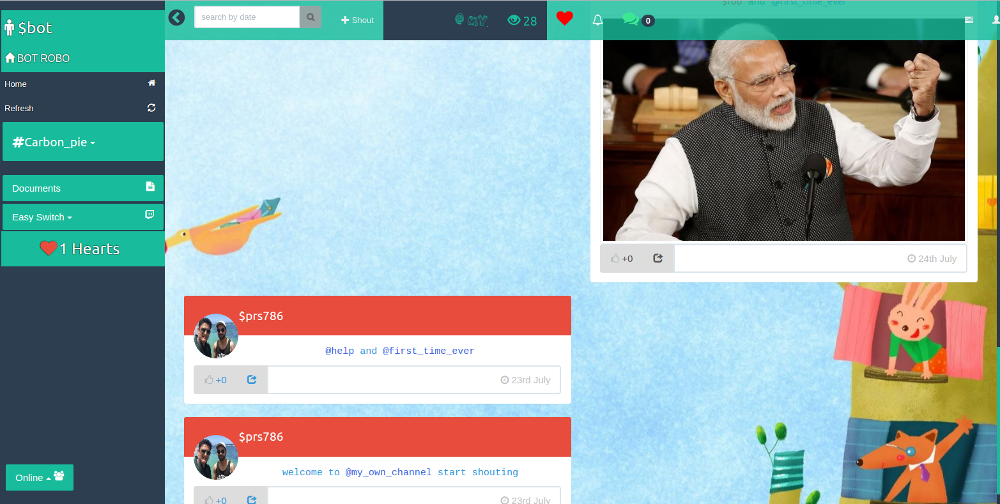 $bot
BOT ROBO
Home
Refresh
#Carbon_pie
Documents
Easy Switch
1 Hearts
Online
search by date
Shout
@ MY
28
0
$rob and @first_time_ever
+0
24th July
$prs786
@help and @first_time_ever
+0
23rd July
$prs786
welcome to @my_own_channel start shouting
+0
23rd July